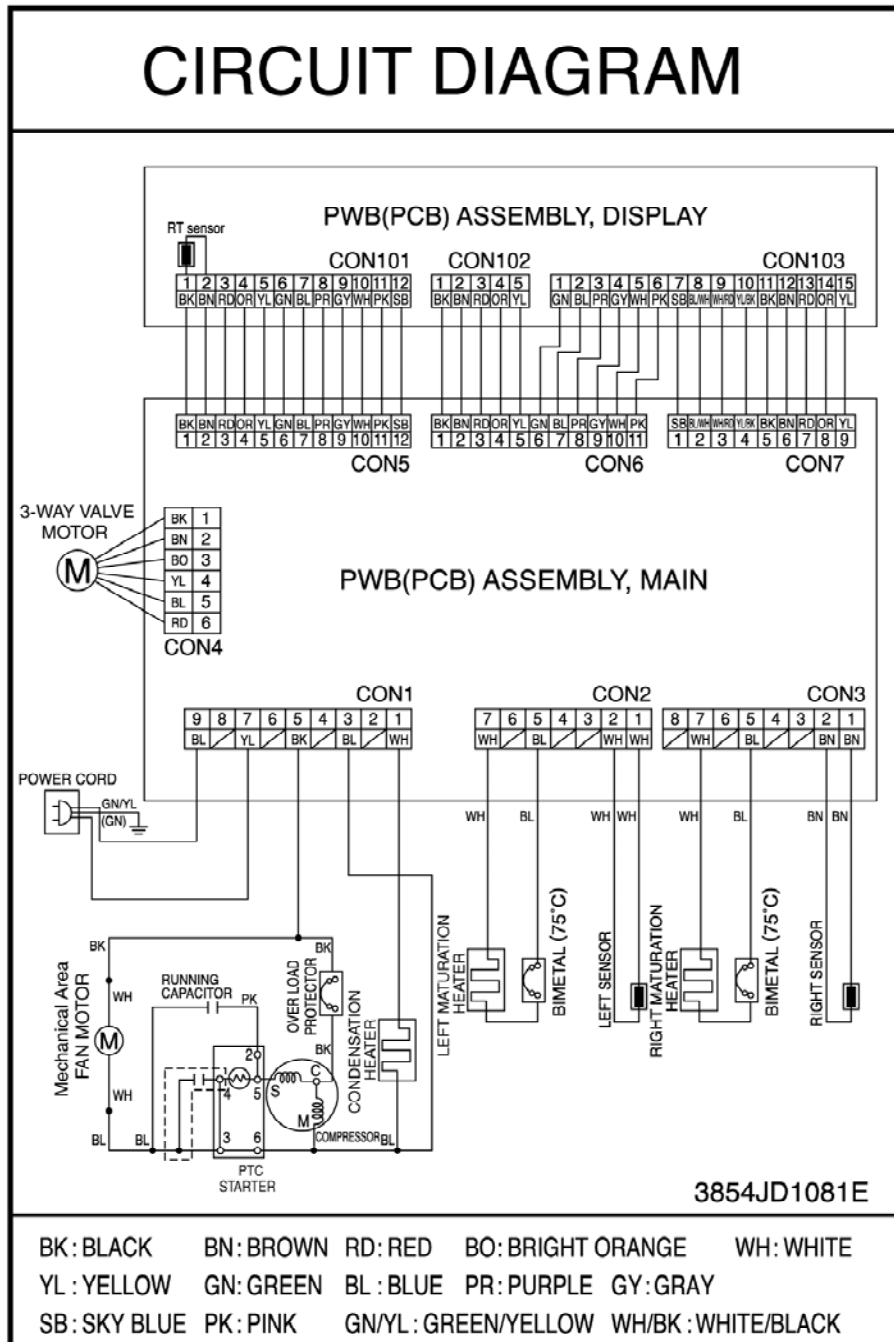 CIRCUIT DIAGRAM
PWB(PCB) ASSEMBLY, DISPLAY
RT sensor
CON101 CON102 CON103
1 2 3 4 5 6 7 8 9 10 11 12
BK BN RD OR YL GN BL PR GY WH PK SB
1 2 3 4 5
BK BN RD OR YL
1 2 3 4 5 6 7 8 9 10 11 12 13 14 15
GN BL PR GY WH PK SB BL/WH WH/RD YL/BK BK BN RD OR YL
BK BN RD OR YL GN BL PR GY WH PK SB
1 2 3 4 5 6 7 8 9 10 11 12
CON5
BK BN RD OR YL GN BL PR GY WH PK
1 2 3 4 5 6 7 8 9 10 11
CON6
SB BL/WH WH/RD YL/BK BK BN RD OR YL
1 2 3 4 5 6 7 8 9
CON7
3-WAY VALVE
MOTOR
M
BK 1
BN 2
BO 3
YL 4
BL 5
RD 6
CON4
PWB(PCB) ASSEMBLY, MAIN
CON1
9 8 7 6 5 4 3 2 1
BL YL BK BL WH
CON2
7 6 5 4 3 2 1
WH BL WH WH
CON3
8 7 6 5 4 3 2 1
WH BL BN BN
POWER CORD
GN/YL
(GN)
WH BL WH WH WH BL BN BN
LEFT MATURATION
HEATER
BIMETAL (75°C)
LEFT SENSOR
RIGHT MATURATION
HEATER
BIMETAL (75°C)
RIGHT SENSOR
BK BK
Mechanical Area
FAN MOTOR
WH
M
WH
BL BL
RUNNING
CAPACITOR
PK
OVER LOAD
PROTECTOR
BK
CONDENSATION
HEATER
2
4 5
3 6
S C
M
COMPRESSOR BL
PTC
STARTER
3854JD1081E
BK : BLACK BN : BROWN RD : RED BO : BRIGHT ORANGE WH : WHITE
YL : YELLOW GN : GREEN BL : BLUE PR : PURPLE GY : GRAY
SB : SKY BLUE PK : PINK GN/YL : GREEN/YELLOW WH/BK : WHITE/BLACK